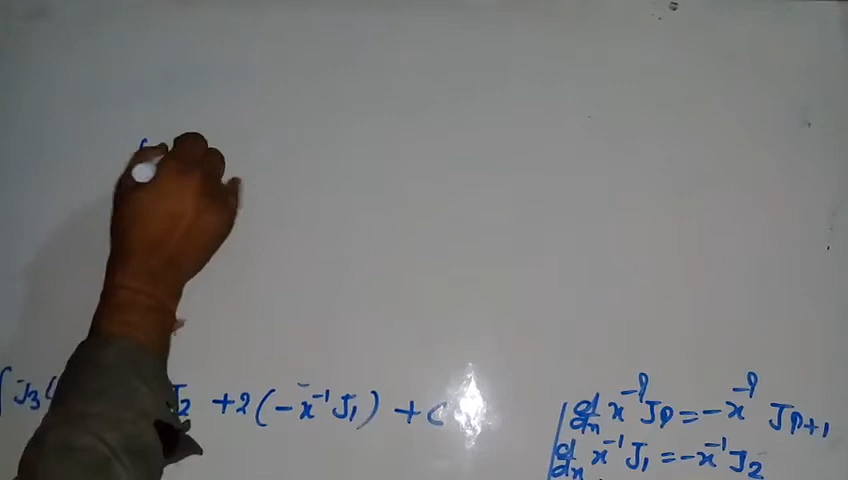 ∫ J₃( J₂ + 2(-x⁻¹J₁) + C
d/dx x⁻ᵖ Jₚ = -x⁻ᵖ Jₚ₊₁
d/dx x⁻¹ J₁ = -x⁻¹ J₂